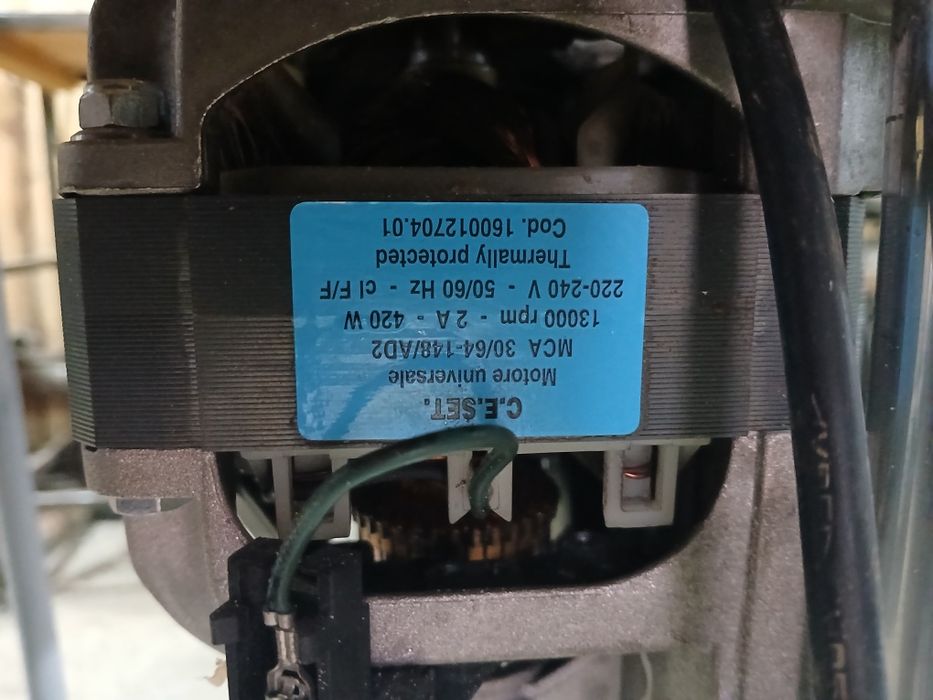 C.E.SET.
Motore universale
MCA 30/64-148/AD2
13000 rpm - 2 A - 420 W
220-240 V - 50/60 Hz - cl F/F
Thermally protected
Cod. 160012704.01